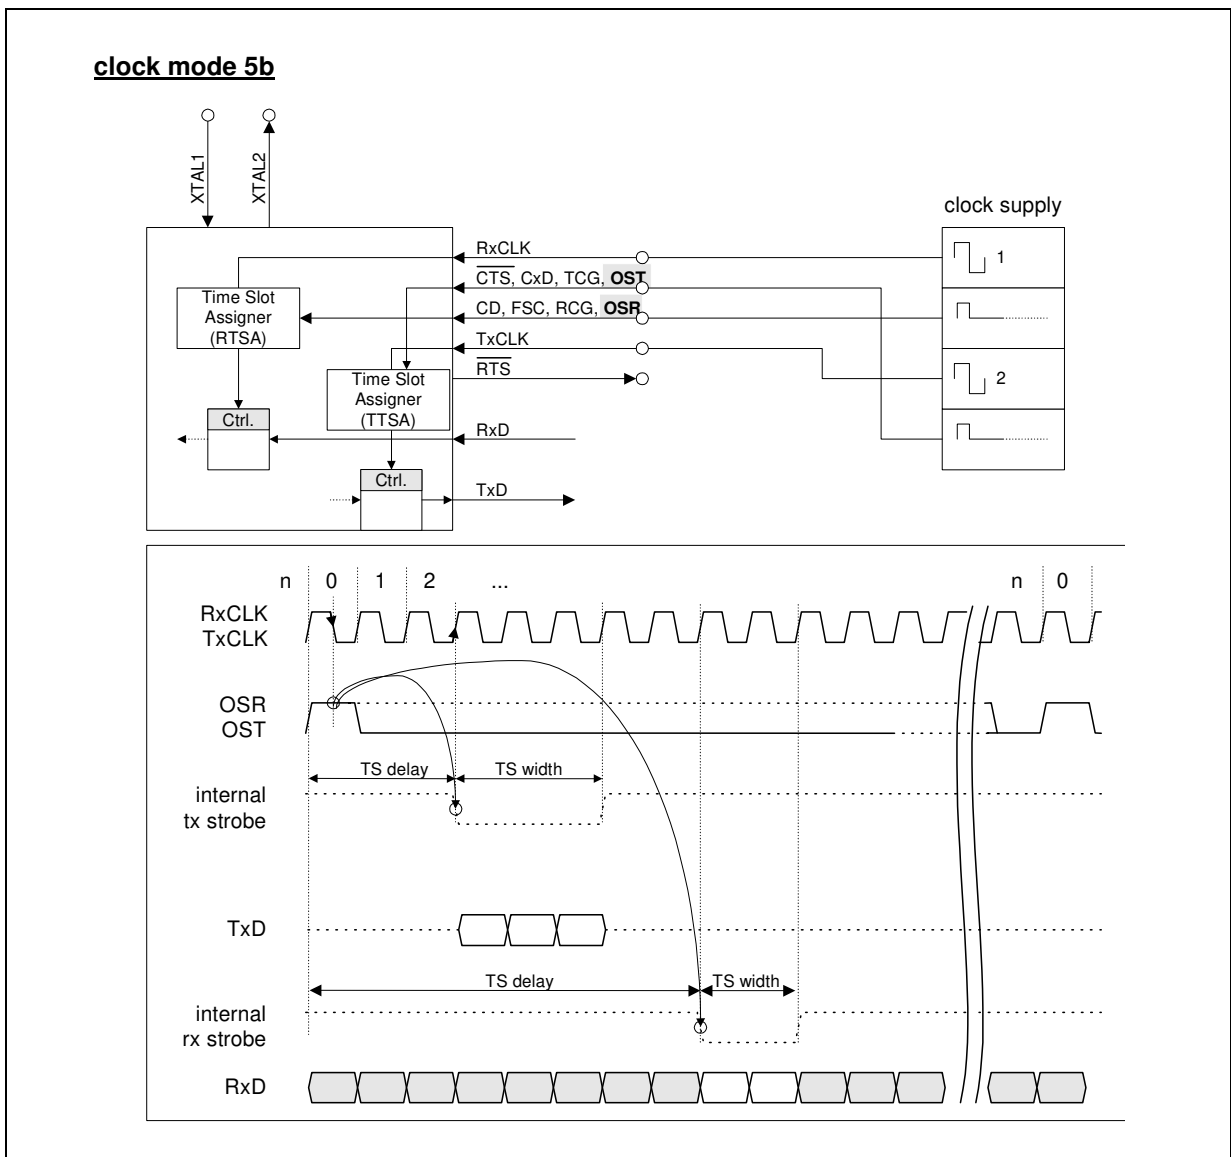 clock mode 5b
XTAL1
XTAL2
clock supply
RxCLK
1
CTS, CxD, TCG, OST
Time Slot
Assigner
(RTSA)
CD, FSC, RCG, OSR
TxCLK
RTS
2
Time Slot
Assigner
(TTSA)
Ctrl.
RxD
Ctrl.
TxD
n 0 1 2 ... n 0
RxCLK
TxCLK
OSR
OST
TS delay TS width
internal
tx strobe
TxD
TS delay TS width
internal
rx strobe
RxD